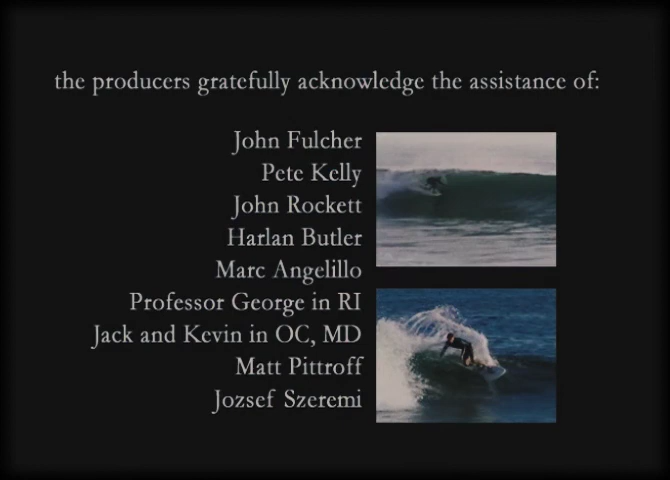 the producers gratefully acknowledge the assistance of:
John Fulcher
Pete Kelly
John Rockett
Harlan Butler
Marc Angelillo
Professor George in RI
Jack and Kevin in OC, MD
Matt Pittroff
Jozsef Szeremi